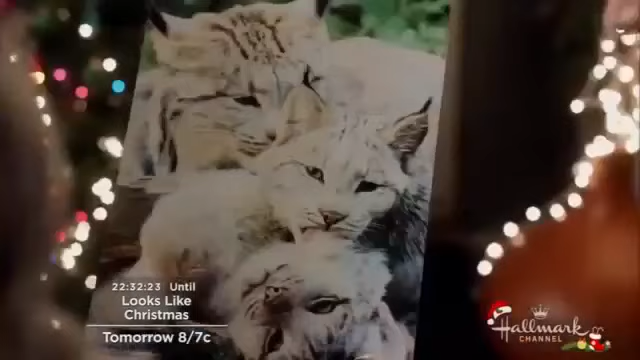 22:32:23 Until
Looks Like
Christmas
Tomorrow 8/7c
Hallmark
CHANNEL